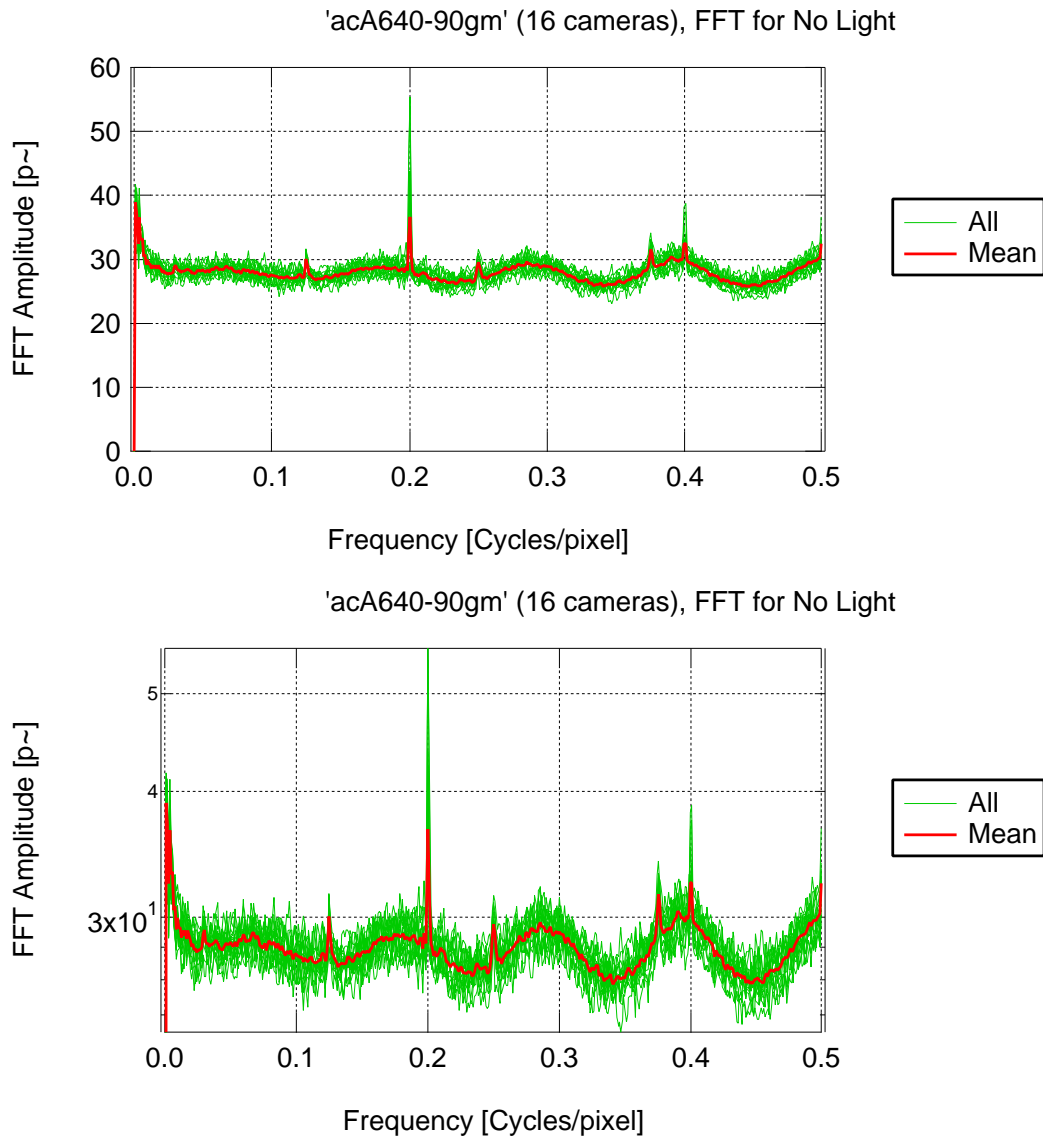 'acA640-90gm' (16 cameras), FFT for No Light
60
50
40
30
20
10
0
FFT Amplitude [p~]
0.0 0.1 0.2 0.3 0.4 0.5
Frequency [Cycles/pixel]
All
Mean
'acA640-90gm' (16 cameras), FFT for No Light
5
4
3x10^1
FFT Amplitude [p~]
0.0 0.1 0.2 0.3 0.4 0.5
Frequency [Cycles/pixel]
All
Mean